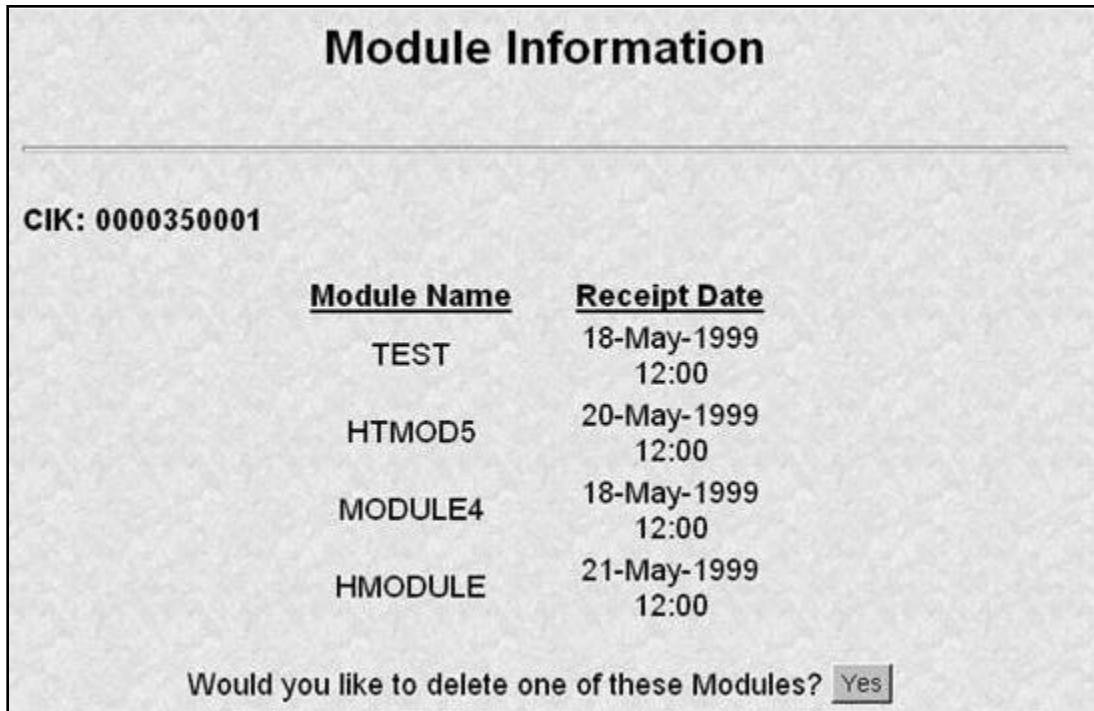 Module Information
CIK: 0000350001
Module Name Receipt Date
TEST 18-May-1999
12:00
HTMOD5 20-May-1999
12:00
MODULE4 18-May-1999
12:00
HMODULE 21-May-1999
12:00
Would you like to delete one of these Modules? Yes